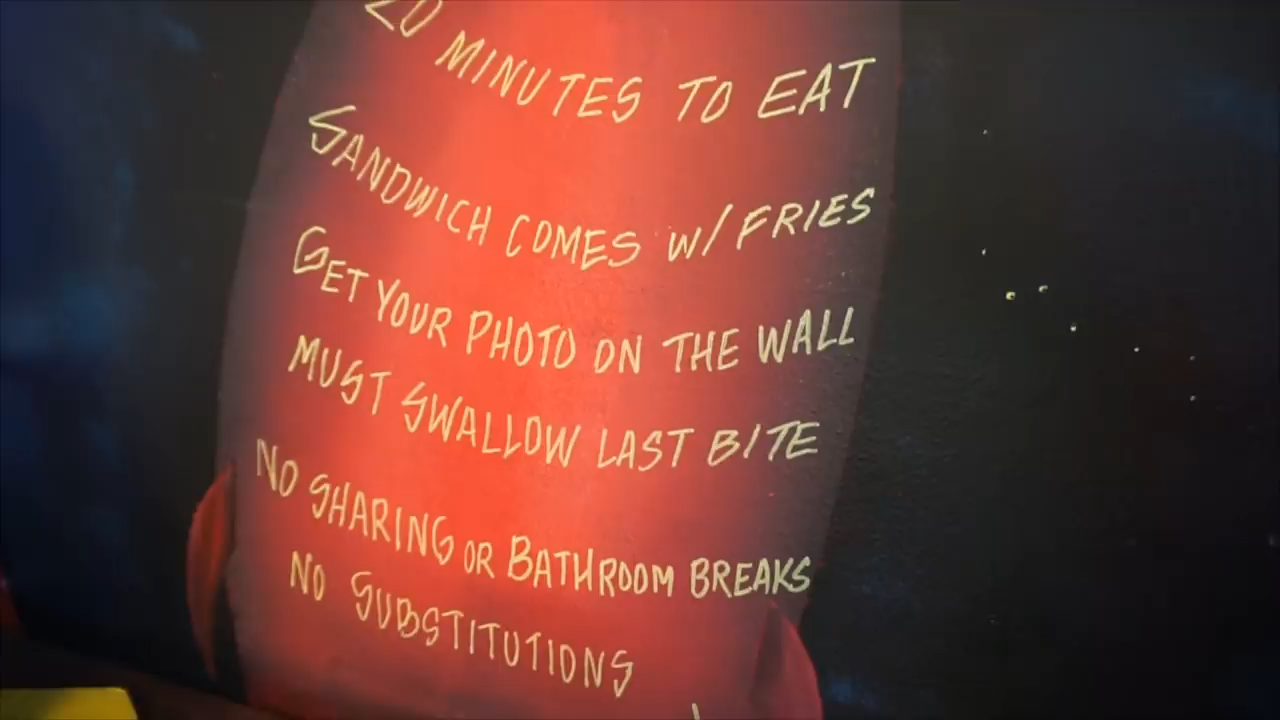 20 MINUTES TO EAT
SANDWICH COMES W/ FRIES
GET YOUR PHOTO ON THE WALL
MUST SWALLOW LAST BITE
NO SHARING OR BATHROOM BREAKS
NO SUBSTITUTIONS